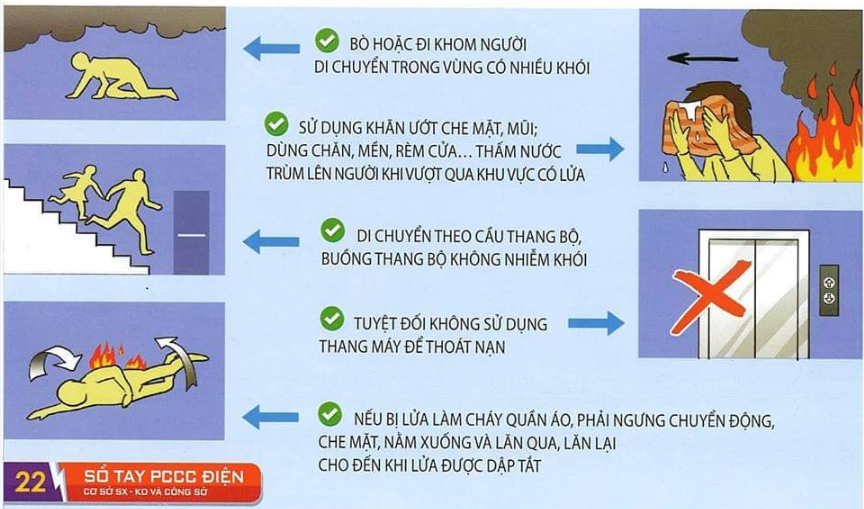 BÒ HOẶC ĐI KHOM NGƯỜI
DI CHUYỂN TRONG VÙNG CÓ NHIỀU KHÓI
SỬ DỤNG KHĂN ƯỚT CHE MẶT, MŨI;
DÙNG CHĂN, MỀN, RÈM CỬA... THẤM NƯỚC
TRÙM LÊN NGƯỜI KHI VƯỢT QUA KHU VỰC CÓ LỬA
DI CHUYỂN THEO CẦU THANG BỘ,
BUỒNG THANG BỘ KHÔNG NHIỄM KHÓI
TUYỆT ĐỐI KHÔNG SỬ DỤNG
THANG MÁY ĐỂ THOÁT NẠN
NẾU BỊ LỬA LÀM CHÁY QUẦN ÁO, PHẢI NGƯNG CHUYỂN ĐỘNG,
CHE MẶT, NẰM XUỐNG VÀ LĂN QUA, LĂN LẠI
CHO ĐẾN KHI LỬA ĐƯỢC DẬP TẮT
22
SỔ TAY PCCC ĐIỆN
CƠ SỞ SX - KD VÀ CÔNG SỞ